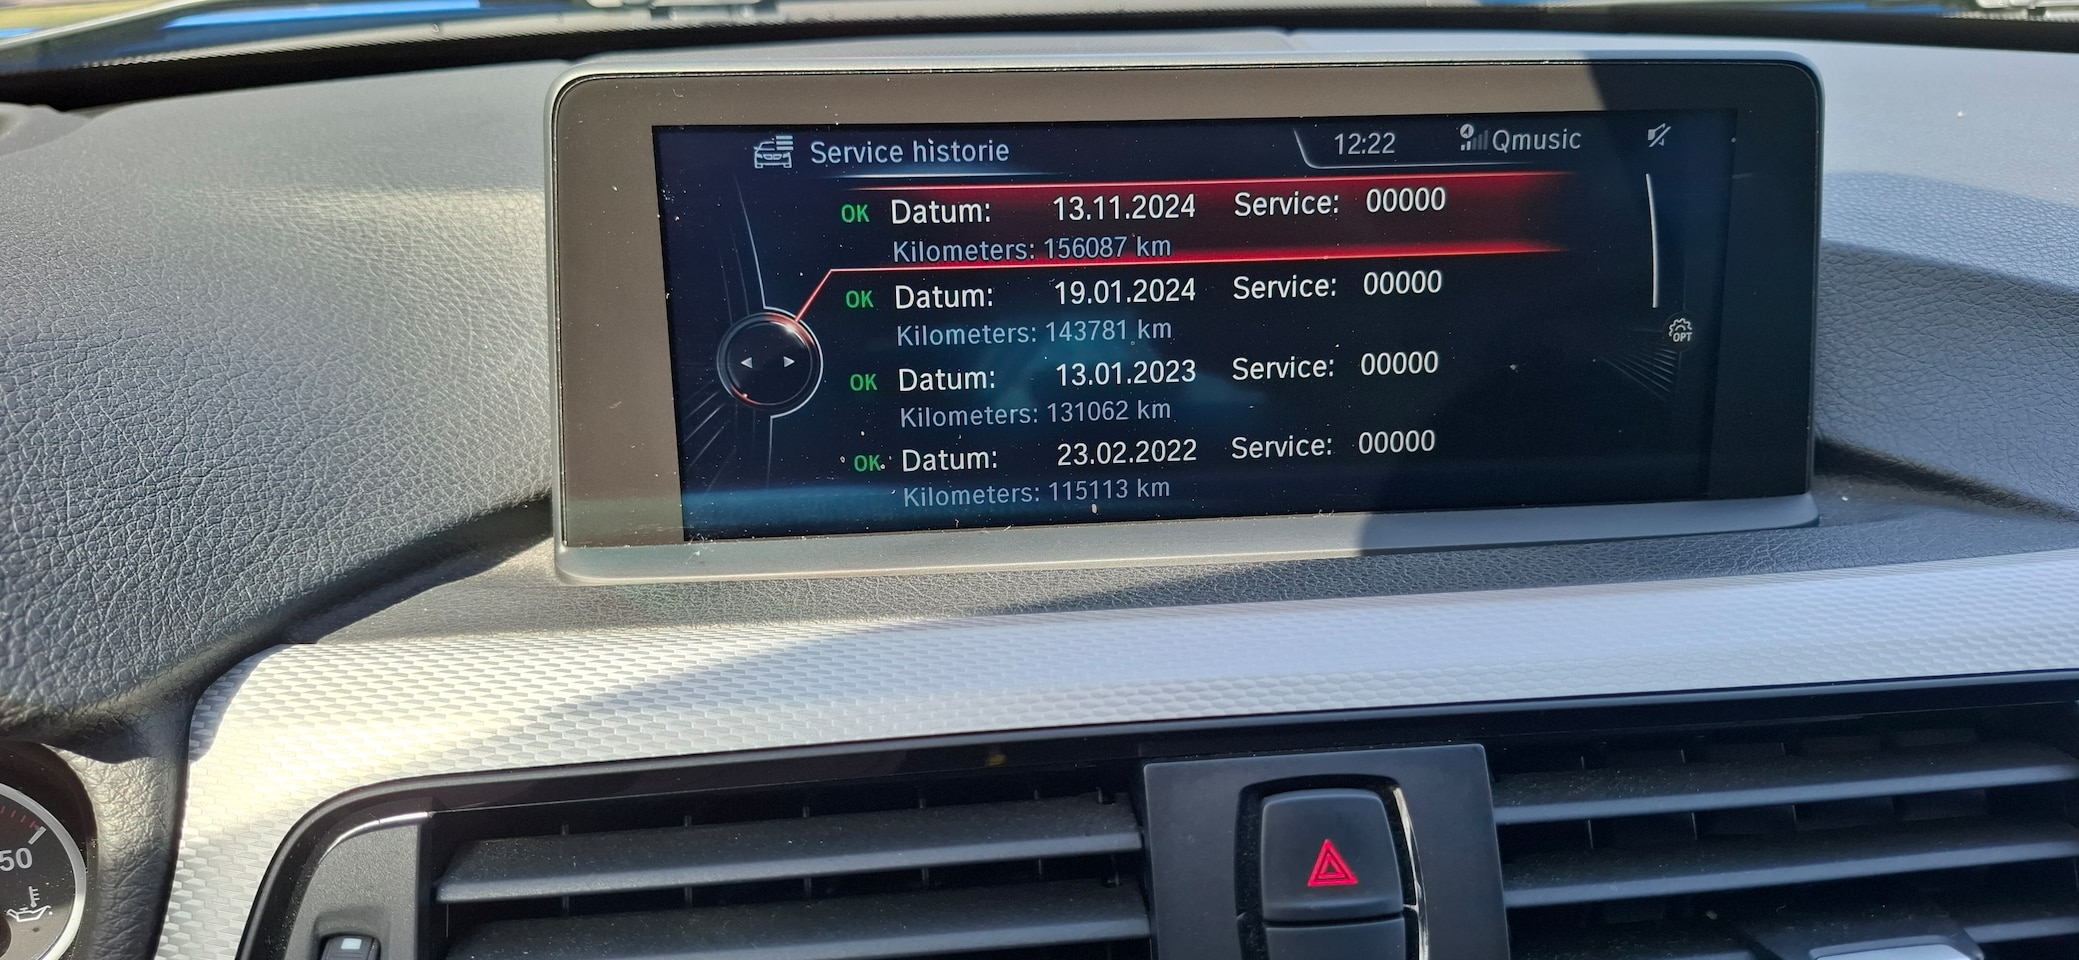 Service historie 12:22 Qmusic
OK Datum: 13.11.2024 Service: 00000
Kilometers: 156087 km
OK Datum: 19.01.2024 Service: 00000
Kilometers: 143781 km
OPT
OK Datum: 13.01.2023 Service: 00000
Kilometers: 131062 km
OK Datum: 23.02.2022 Service: 00000
Kilometers: 115113 km
50